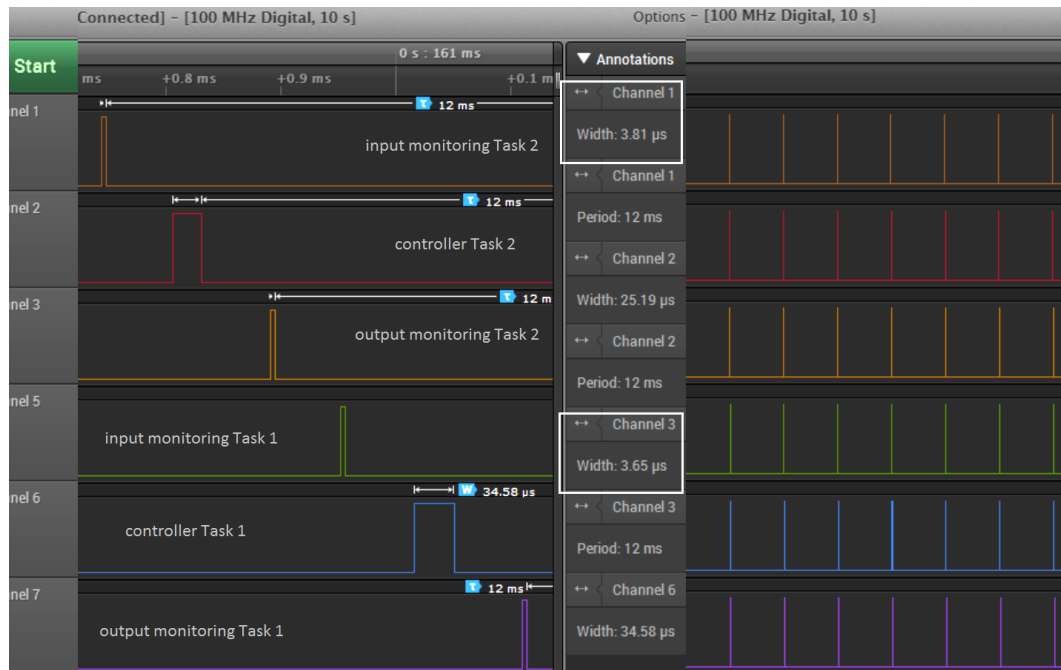 Connected] – [100 MHz Digital, 10 s]
Options – [100 MHz Digital, 10 s]
Start
0 s : 161 ms
ms +0.8 ms +0.9 ms +0.1 m
Annotations
nel 1
12 ms
input monitoring Task 2
nel 2
12 ms
controller Task 2
nel 3
12 m
output monitoring Task 2
nel 5
input monitoring Task 1
nel 6
W 34.58 µs
controller Task 1
nel 7
12 ms
output monitoring Task 1
Channel 1
Width: 3.81 µs
Channel 1
Period: 12 ms
Channel 2
Width: 25.19 µs
Channel 2
Period: 12 ms
Channel 3
Width: 3.65 µs
Channel 3
Period: 12 ms
Channel 6
Width: 34.58 µs